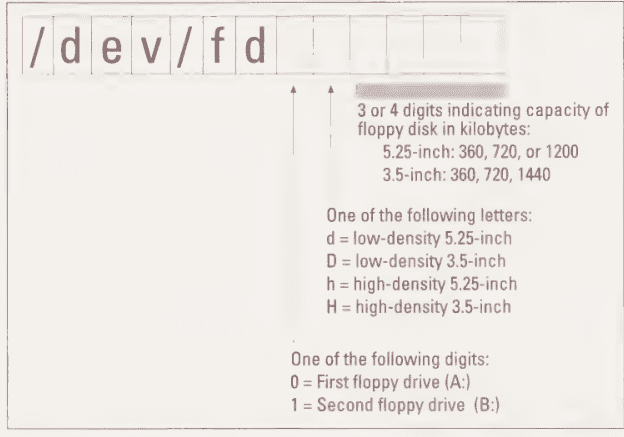 /dev/fd
3 or 4 digits indicating capacity of
floppy disk in kilobytes:
5.25-inch: 360, 720, or 1200
3.5-inch: 360, 720, 1440
One of the following letters:
d = low-density 5.25-inch
D = low-density 3.5-inch
h = high-density 5.25-inch
H = high-density 3.5-inch
One of the following digits:
0 = First floppy drive (A:)
1 = Second floppy drive (B:)